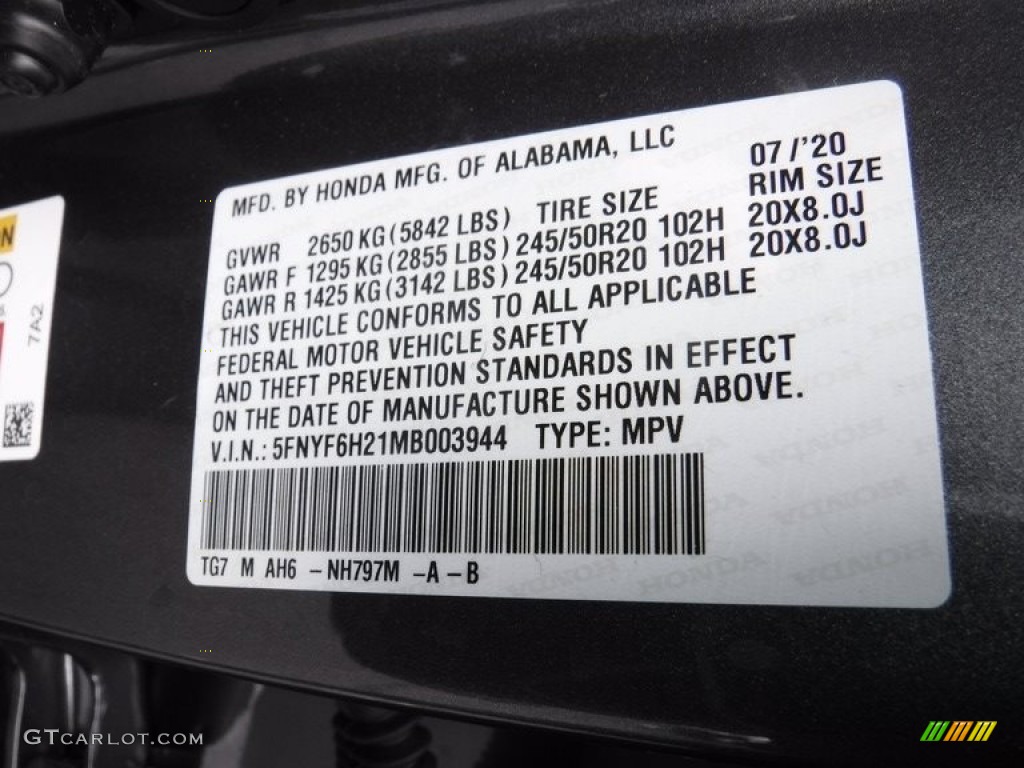 MFD. BY HONDA MFG. OF ALABAMA, LLC 07/'20
GVWR 2650 KG (5842 LBS) TIRE SIZE RIM SIZE
GAWR F 1295 KG (2855 LBS) 245/50R20 102H 20X8.0J
GAWR R 1425 KG (3142 LBS) 245/50R20 102H 20X8.0J
THIS VEHICLE CONFORMS TO ALL APPLICABLE
FEDERAL MOTOR VEHICLE SAFETY
AND THEFT PREVENTION STANDARDS IN EFFECT
ON THE DATE OF MANUFACTURE SHOWN ABOVE.
V.I.N.: 5FNYF6H21MB003944 TYPE: MPV
TG7 M AH6 –NH797M –A –B
7A2
GTCARLOT.COM